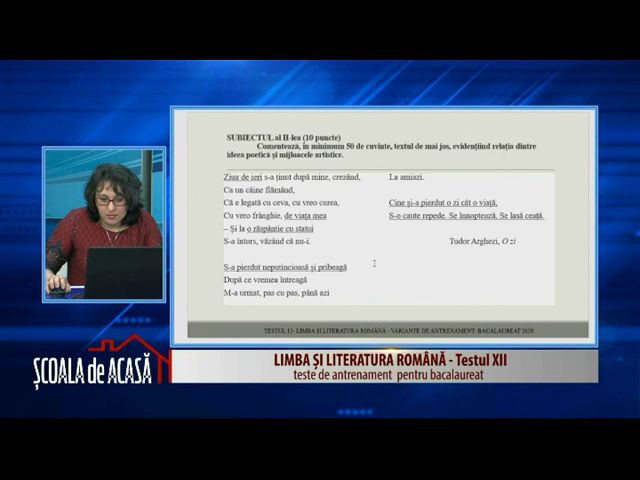 SUBIECTUL al II-lea (10 puncte)
Comentează, în minimum 50 de cuvinte, textul de mai jos, evidențiind relația dintre
ideea poetică și mijloacele artistice.
Ziua de ieri s-a ținut după mine, crezând,
Ca un câine flămând,
Că e legată cu ceva, cu vreo curea,
Cu vreo frânghie, de viața mea
– Și la o răspântie cu statui
S-a întors, văzând că nu-i.
S-a pierdut neputincioasă și pribeagă
După ce vremea întreagă
M-a urmat, pas cu pas, până azi
La amiazi.
Cine și-a pierdut o zi cât o viață,
S-o caute repede. Se înnoptează. Se lasă ceață.
Tudor Arghezi, O zi
TEXTUL 12- LIMBA ȘI LITERATURA ROMÂNĂ - VARIANTE DE ANTRENAMENT- BACALAUREAT 2020
ȘCOALA de ACASĂ
LIMBA ȘI LITERATURA ROMÂNĂ - Testul XII
teste de antrenament pentru bacalaureat